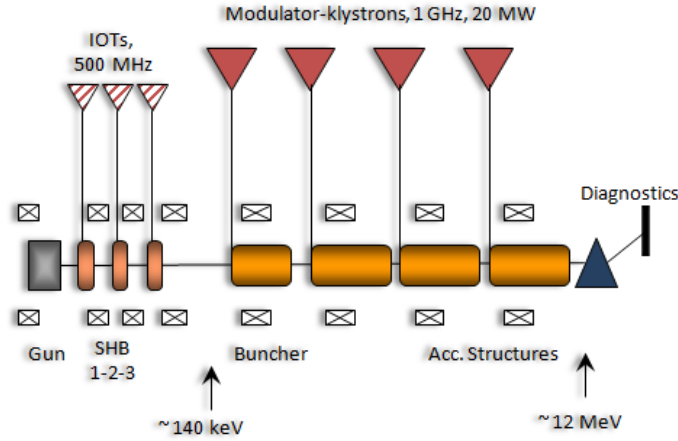 Modulator-klystrons, 1 GHz, 20 MW
IOTs,
500 MHz
Diagnostics
Gun
SHB
1-2-3
Buncher
Acc. Structures
~140 keV
~12 MeV